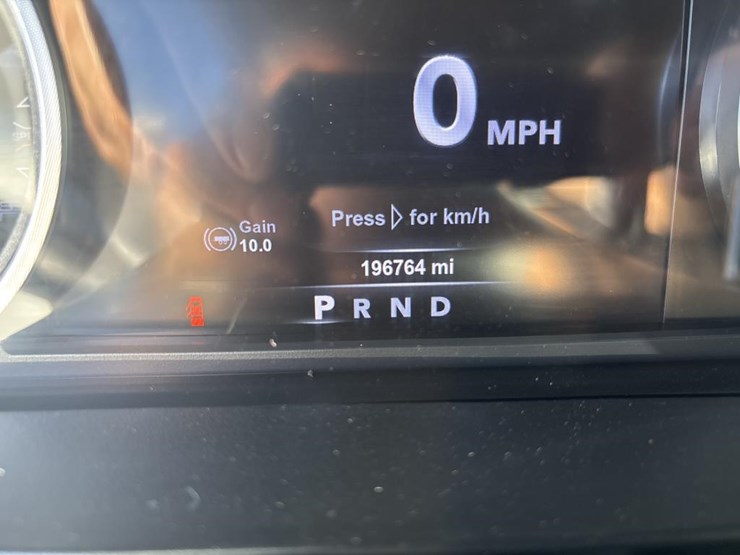 0 MPH
Press ▷ for km/h
Gain
10.0
196764 mi
P R N D